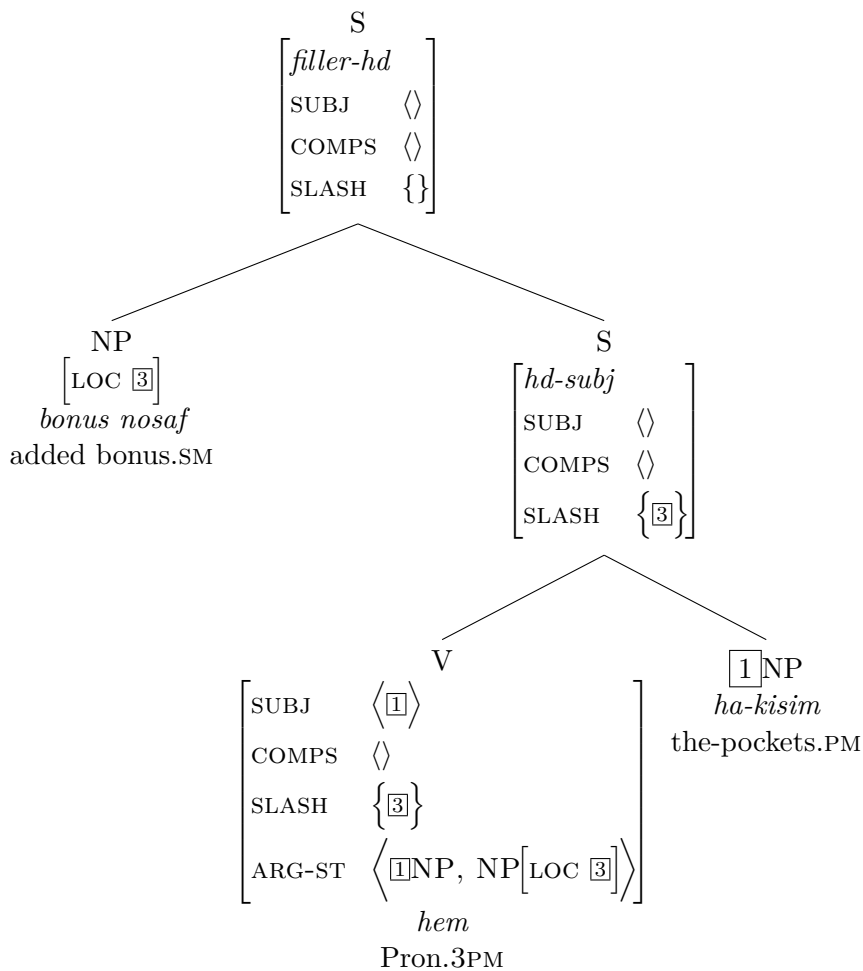 S
filler-hd
SUBJ ⟨⟩
COMPS ⟨⟩
SLASH {}
NP
[LOC 3]
bonus nosaf
added bonus.SM
S
hd-subj
SUBJ ⟨⟩
COMPS ⟨⟩
SLASH {3}
V
SUBJ ⟨1⟩
COMPS ⟨⟩
SLASH {3}
ARG-ST ⟨1NP, NP[LOC 3]⟩
hem
Pron.3PM
1NP
ha-kisim
the-pockets.PM